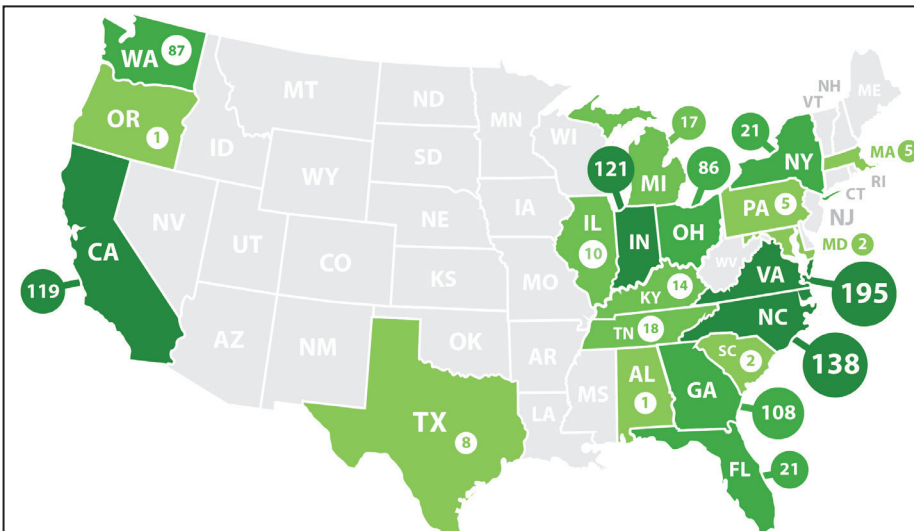 WA 87
MT
ND
MN
ME
NH
VT
OR 1
ID
SD
WI
17
21
NY
MA 5
WY
121
MI
86
RI
CT
IA
NE
PA 5
NJ
NV
IL 10
IN
OH
MD 2
CA
UT
CO
WV
VA
119
KS
MO
KY 14
195
NC
TN 18
AZ
NM
OK
AR
SC 2
138
MS
AL 1
GA
108
TX 8
LA
FL 21